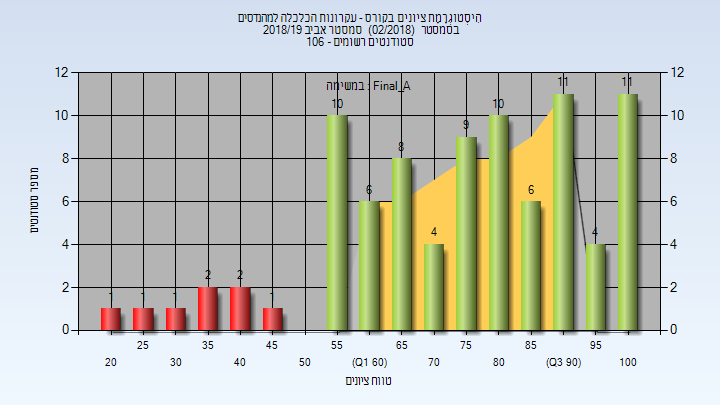 היסטוגרמת ציונים בקורס - עקרונות הכלכלה למהנדסים
בסמסטר (02/2018) סמסטר אביב 2018/19
סטודנטים רשומים - 106
במשימה : Final_A
מספר סטודנטים
12 12
10 10
8 8
6 6
4 4
2 2
0 0
1 1 1 2 2 1 10 6 8 4 9 10 6 11 4 11
25 35 45 55 65 75 85 95
20 30 40 50 (Q1 60) 70 80 (Q3 90) 100
טווח ציונים